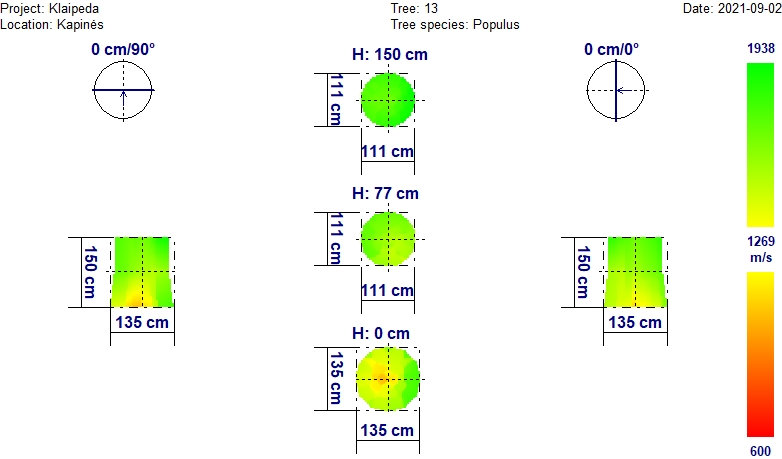 Project: Klaipeda
Tree: 13
Date: 2021-09-02
Location: Kapinės
Tree species: Populus
0 cm/90°
H: 150 cm
0 cm/0°
1938
111 cm
111 cm
H: 77 cm
111 cm
111 cm
1269
m/s
150 cm
135 cm
150 cm
135 cm
H: 0 cm
135 cm
135 cm
600